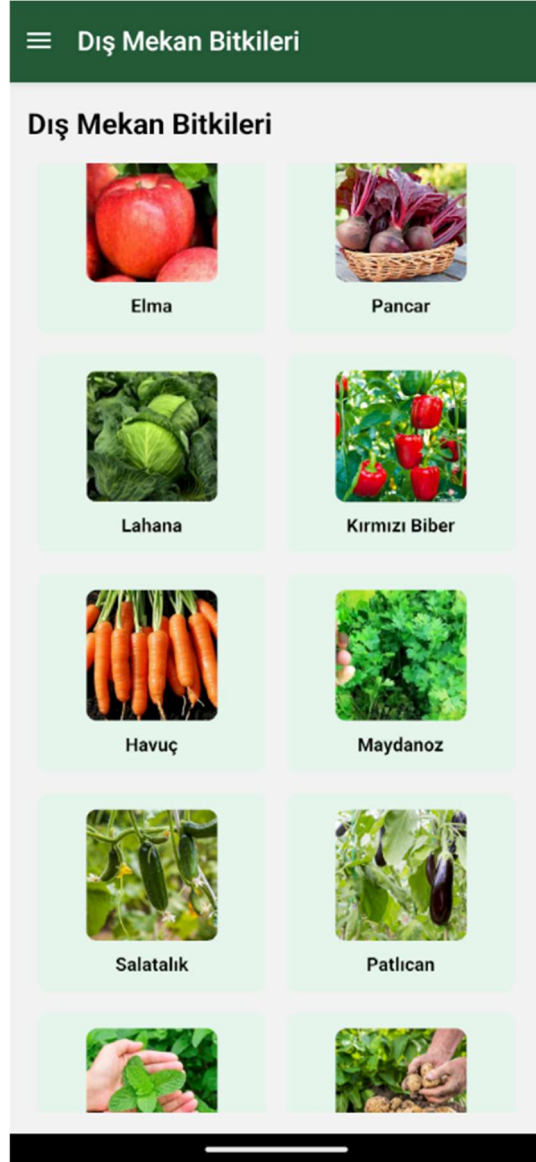 Dış Mekan Bitkileri
Dış Mekan Bitkileri
Elma
Pancar
Lahana
Kırmızı Biber
Havuç
Maydanoz
Salatalık
Patlıcan